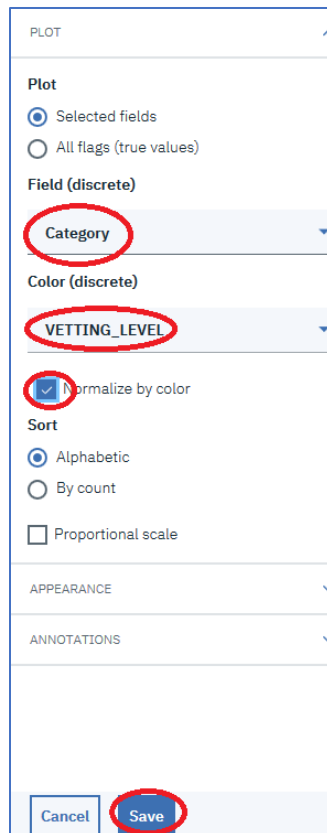 PLOT
Plot
Selected fields
All flags (true values)
Field (discrete)
Category
Color (discrete)
VETTING_LEVEL
Normalize by color
Sort
Alphabetic
By count
Proportional scale
APPEARANCE
ANNOTATIONS
Cancel Save